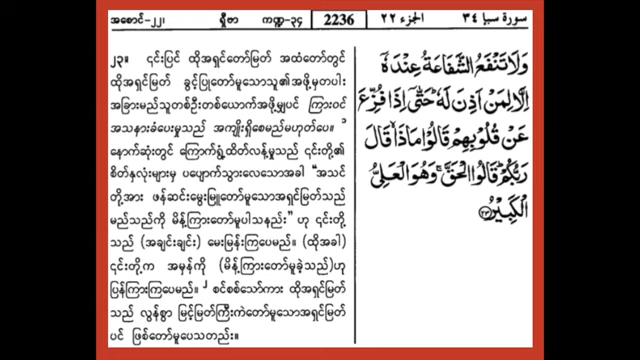 အစောင်-၂၂၊ ရှိဗာ ကဏ္ဍ-၃၄ 2236 الجزء ٢٢ سورة سبإ ٣٤
၂၃။ ၎င်းပြင် ထိုအရှင်တော်မြတ် အထံတော်တွင်
ထိုအရှင်မြတ် ခွင့်ပြုတော်မူသောသူ၏အဖို့မှတပါး
အခြားမည်သူတစ်ဦးတစ်ယောက်အဖို့မျှပင် ကြားဝင်
အသနားခံပေးမှုသည် အကျိုးရှိစေမည်မဟုတ်ပေ။ ၁
နောက်ဆုံးတွင် ကြောက်ရွံ့ထိတ်လန့်မှုသည် ၎င်းတို့၏
စိတ်နှလုံးများမှ ပပျောက်သွားလေသောအခါ "အသင်
တို့အား ဖန်ဆင်းမွေးမြူတော်မူသောအရှင်မြတ်သည်
မည်သည်ကို မိန့်ကြားတော်မူပါသနည်း" ဟု ၎င်းတို့
သည် (အချင်းချင်း) မေးမြန်းကြပေမည်။ (ထိုအခါ)
၎င်းတို့က အမှန်ကို (မိန့်ကြားတော်မူခဲ့သည်)ဟု
ပြန်ကြားကြပေမည်။ ၂ စင်စစ်သော်ကား ထိုအရှင်မြတ်
သည် လွန်စွာ မြင့်မြတ်ကြီးကဲတော်မူသောအရှင်မြတ်
ပင် ဖြစ်တော်မူပေသတည်း။
وَلَا تَنْفَعُ الشَّفَاعَةُ عِنْدَهٗٓ
اِلَّا لِمَنْ اَذِنَ لَهٗ ؕ حَتّٰٓى اِذَا فُزِّعَ
عَنْ قُلُوْبِهِمْ قَالُوْا مَاذَا ۙ قَالَ
رَبُّكُمْ ؕ قَالُوا الْحَقَّ ۚ وَهُوَ الْعَلِيُّ
الْكَبِيْرُ ﴿٢٣﴾